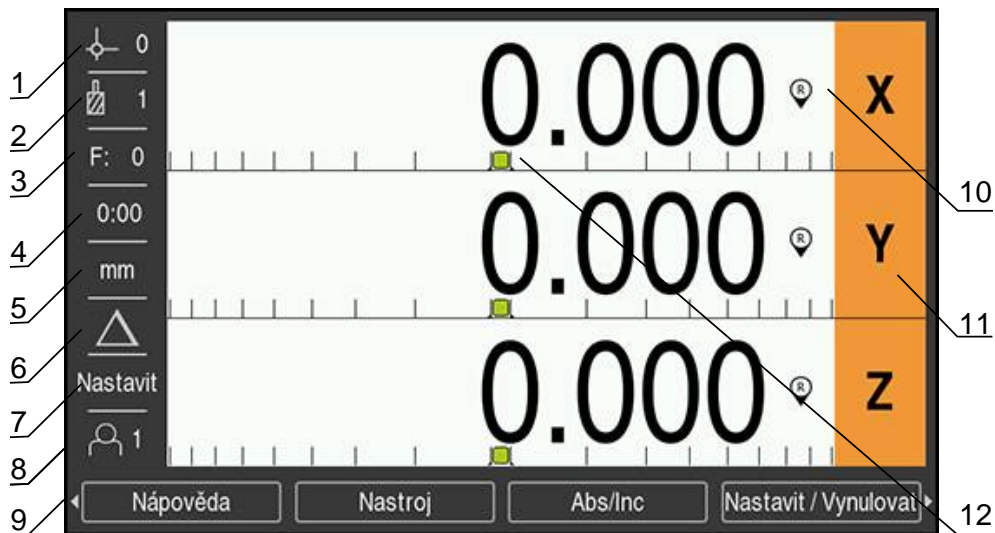 1
2
3
4
5
6
7
8
9
0
1
F: 0
0:00
mm
Nastavit
1
0.000 R X
0.000 R Y
0.000 R Z
10
11
12
Nápověda Nastroj Abs/Inc Nastavit / Vynulovat